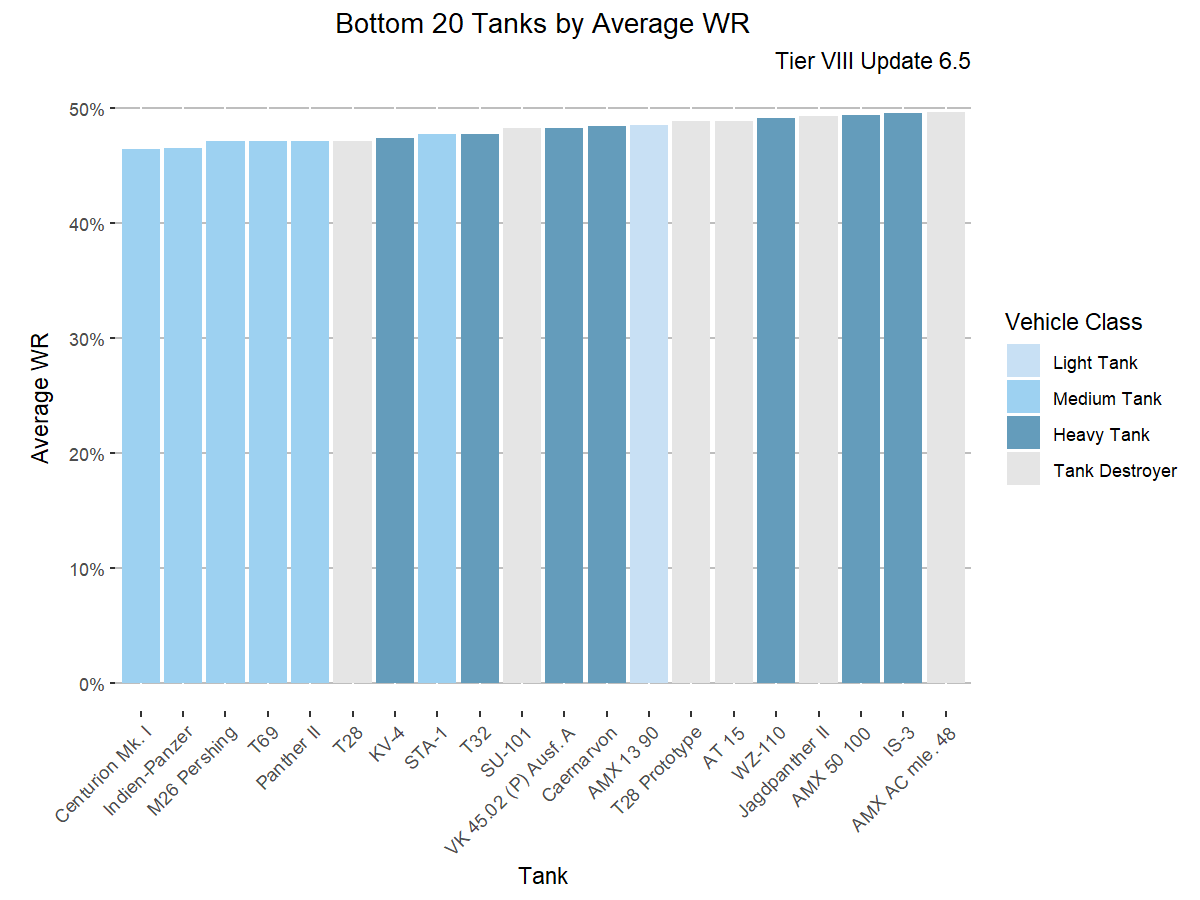 Bottom 20 Tanks by Average WR
Tier VIII Update 6.5
50%
40%
30%
20%
10%
0%
Average WR
Centurion Mk. I
Indien-Panzer
M26 Pershing
T69
Panther II
T28
KV-4
STA-1
T32
SU-101
VK 45.02 (P) Ausf. A
Caernarvon
AMX 13 90
T28 Prototype
AT 15
WZ-110
Jagdpanther II
AMX 50 100
IS-3
AMX AC mle. 48
Tank
Vehicle Class
Light Tank
Medium Tank
Heavy Tank
Tank Destroyer